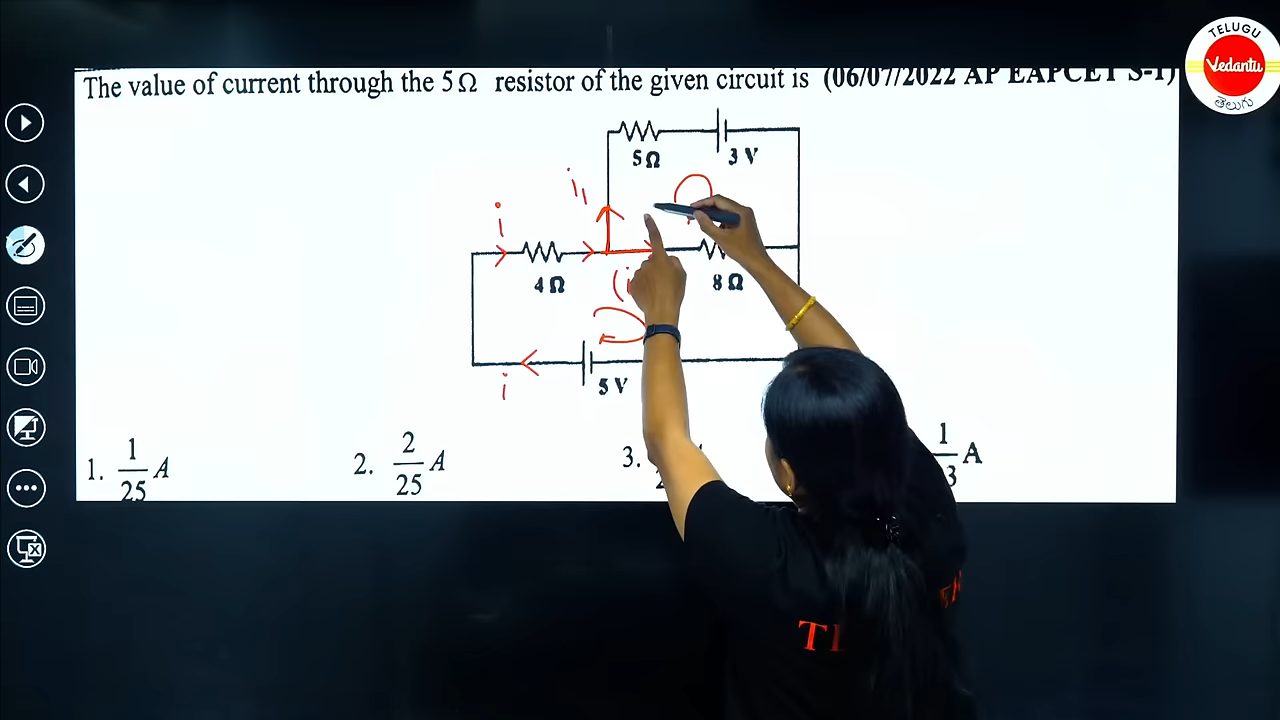 TELUGU
Vedantu
తెలుగు
The value of current through the 5 Ω resistor of the given circuit is (06/07/2022 AP EAPCET S-1)
5 Ω
3 V
i₁
i
4 Ω
(i
8 Ω
i
5 V
1. 1/25 A
2. 2/25 A
3.
1/3 A
TE